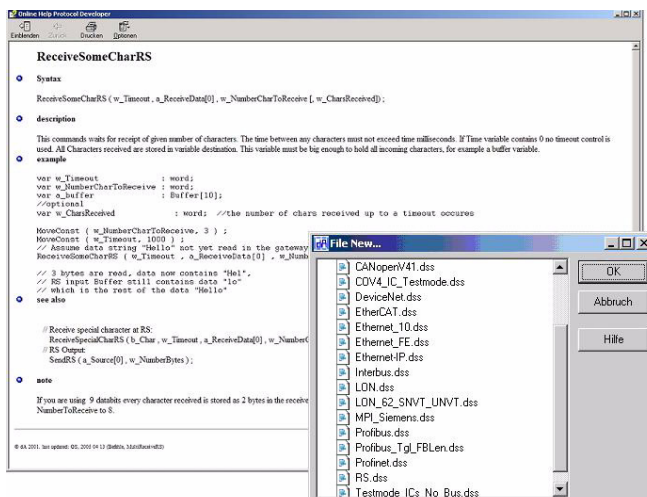 Online Help Protocol Developer
Einblenden Zurück Drucken Optionen
ReceiveSomeCharRS
Syntax
ReceiveSomeCharRS ( w_Timeout , a_ReceiveData[0] , w_NumberCharToReceive [, w_CharsReceived]) ;
description
This commands waits for receipt of given number of characters. The time between any characters must not exceed time milliseconds. If Time variable contains 0 no timeout control is
used. All Characters received are stored in variable destination. This variable must be big enough to hold all incoming characters, for example a buffer variable.
example
var w_Timeout : word;
var w_NumberCharToReceive : word;
var a_buffer : Buffer[10];
//optional
var w_CharsReceived : word; //the number of chars received up to a timeout occures
MoveConst ( w_NumberCharToReceive, 3 ) ;
MoveConst ( w_Timeout, 1000 ) ;
// Assume data string "Hello" not yet read in the gateway
ReceiveSomeCharRS ( w_Timeout , a_ReceiveData[0] , w_Numb
// 3 bytes are read, data now contains "Hel",
// RS input Buffer still contains data "lo"
// which is the rest of the data "Hello"
see also
// Receive special character at RS:
ReceiveSpecialCharRS ( b_Char , w_Timeout , a_ReceiveData[0] , w_NumberC
// RS Output:
SendRS ( a_Source[0] , w_NumberBytes ) ;
note
If you are using 9 databits every character received is stored as 2 bytes in the receive
NumberToReceive to 8.
© dA 2001. last updated: QS, 2005 04 13
File New...
CANopenV41.dss
COV4_IC_Testmode.dss
DeviceNet.dss
EtherCAT.dss
Ethernet_10.dss
Ethernet_FE.dss
Ethernet-IP.dss
Interbus.dss
LON.dss
LON_62_SNVT_UNVT.dss
MPI_Siemens.dss
Profibus.dss
Profibus_Tgl_FBLen.dss
Profinet.dss
RS.dss
Testmode_ICs_No_Bus.dss
OK
Abbruch
Hilfe